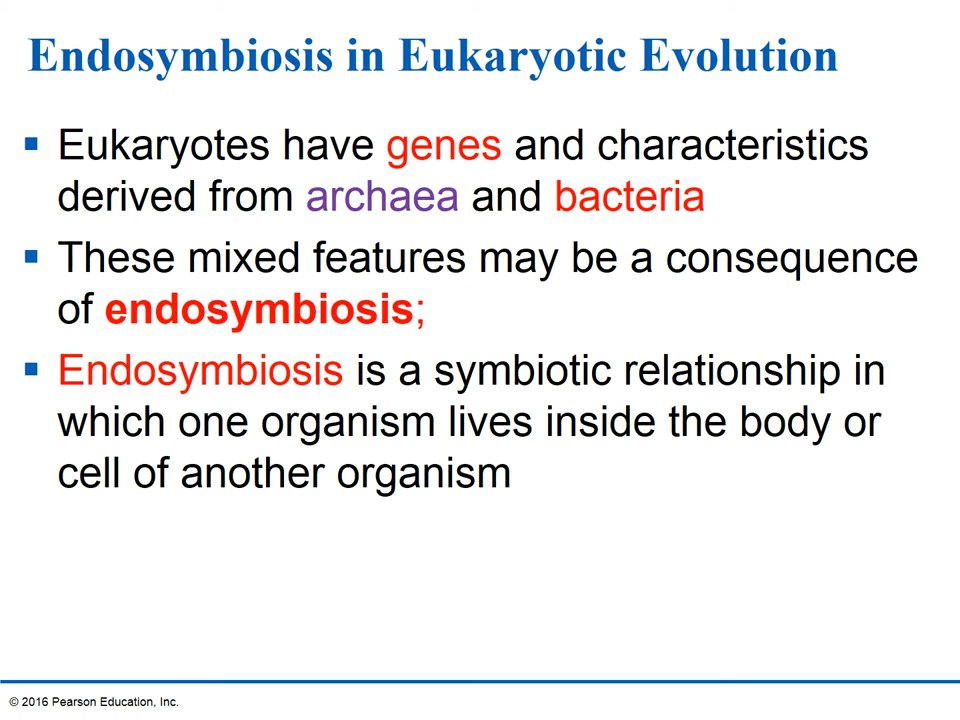 Endosymbiosis in Eukaryotic Evolution
▪ Eukaryotes have genes and characteristics
derived from archaea and bacteria
▪ These mixed features may be a consequence
of endosymbiosis;
▪ Endosymbiosis is a symbiotic relationship in
which one organism lives inside the body or
cell of another organism
© 2016 Pearson Education, Inc.